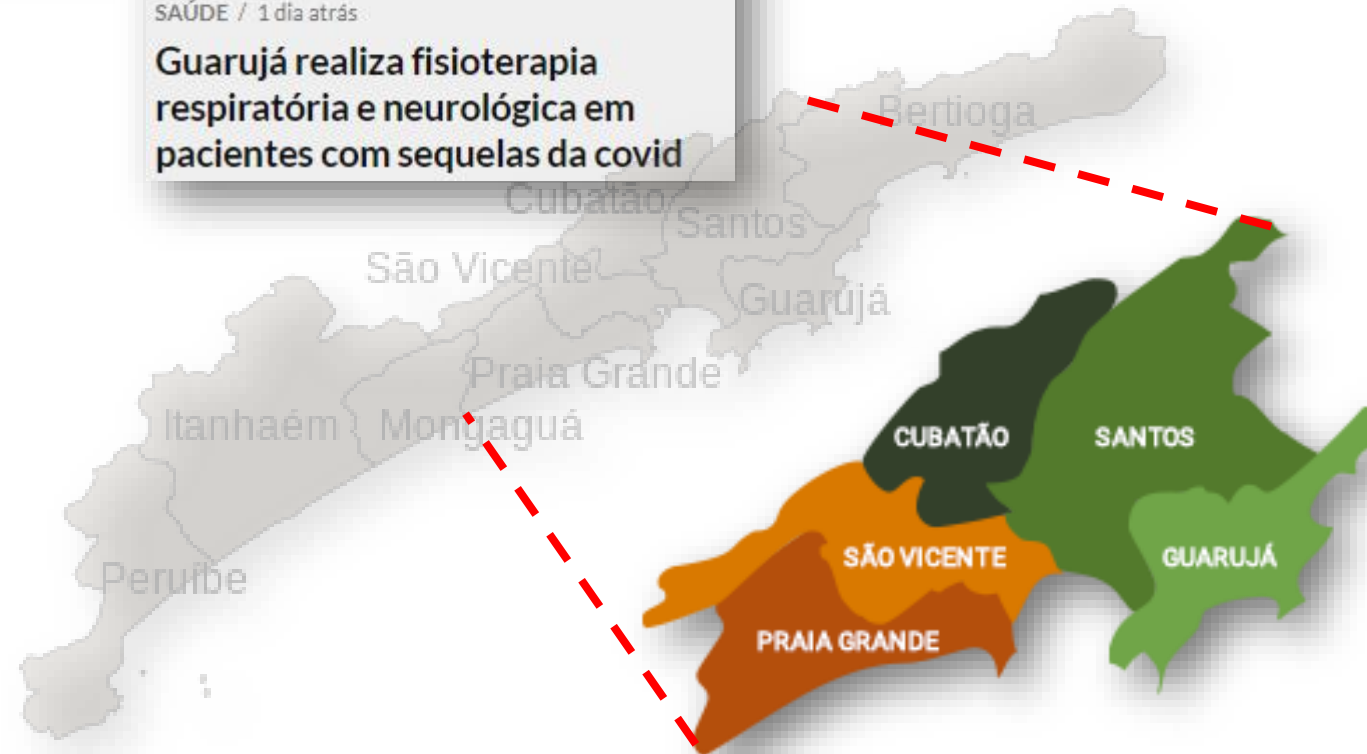 SAÚDE / 1 dia atrás
Guarujá realiza fisioterapia
respiratória e neurológica em
pacientes com sequelas da covid
Bertioga
Cubatão
Santos
São Vicente
Guarujá
Praia Grande
Itanhaém
Mongaguá
Peruíbe
CUBATÃO
SANTOS
SÃO VICENTE
GUARUJÁ
PRAIA GRANDE